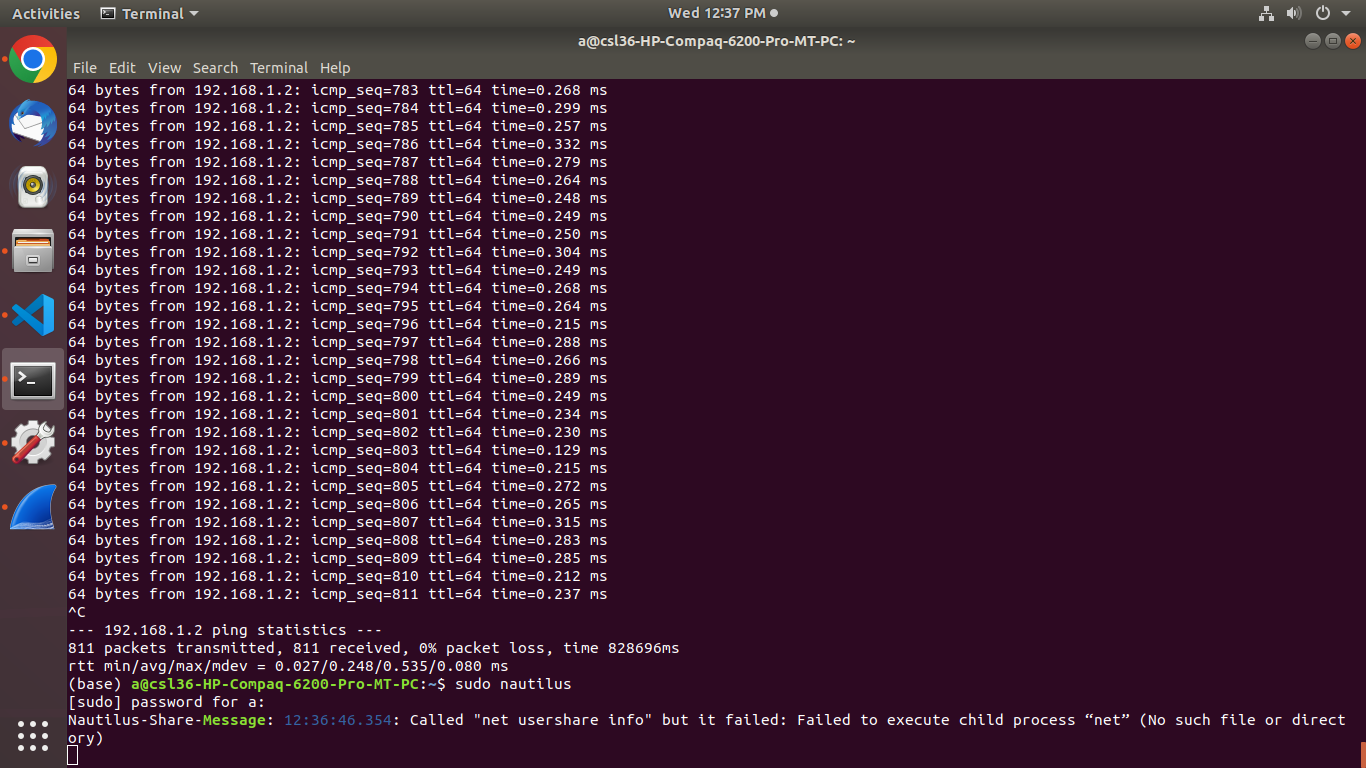 Activities Terminal Wed 12:37 PM
a@csl36-HP-Compaq-6200-Pro-MT-PC: ~
File Edit View Search Terminal Help
64 bytes from 192.168.1.2: icmp_seq=783 ttl=64 time=0.268 ms
64 bytes from 192.168.1.2: icmp_seq=784 ttl=64 time=0.299 ms
64 bytes from 192.168.1.2: icmp_seq=785 ttl=64 time=0.257 ms
64 bytes from 192.168.1.2: icmp_seq=786 ttl=64 time=0.332 ms
64 bytes from 192.168.1.2: icmp_seq=787 ttl=64 time=0.279 ms
64 bytes from 192.168.1.2: icmp_seq=788 ttl=64 time=0.264 ms
64 bytes from 192.168.1.2: icmp_seq=789 ttl=64 time=0.248 ms
64 bytes from 192.168.1.2: icmp_seq=790 ttl=64 time=0.249 ms
64 bytes from 192.168.1.2: icmp_seq=791 ttl=64 time=0.250 ms
64 bytes from 192.168.1.2: icmp_seq=792 ttl=64 time=0.304 ms
64 bytes from 192.168.1.2: icmp_seq=793 ttl=64 time=0.249 ms
64 bytes from 192.168.1.2: icmp_seq=794 ttl=64 time=0.268 ms
64 bytes from 192.168.1.2: icmp_seq=795 ttl=64 time=0.264 ms
64 bytes from 192.168.1.2: icmp_seq=796 ttl=64 time=0.215 ms
64 bytes from 192.168.1.2: icmp_seq=797 ttl=64 time=0.288 ms
64 bytes from 192.168.1.2: icmp_seq=798 ttl=64 time=0.266 ms
64 bytes from 192.168.1.2: icmp_seq=799 ttl=64 time=0.289 ms
64 bytes from 192.168.1.2: icmp_seq=800 ttl=64 time=0.249 ms
64 bytes from 192.168.1.2: icmp_seq=801 ttl=64 time=0.234 ms
64 bytes from 192.168.1.2: icmp_seq=802 ttl=64 time=0.230 ms
64 bytes from 192.168.1.2: icmp_seq=803 ttl=64 time=0.129 ms
64 bytes from 192.168.1.2: icmp_seq=804 ttl=64 time=0.215 ms
64 bytes from 192.168.1.2: icmp_seq=805 ttl=64 time=0.272 ms
64 bytes from 192.168.1.2: icmp_seq=806 ttl=64 time=0.265 ms
64 bytes from 192.168.1.2: icmp_seq=807 ttl=64 time=0.315 ms
64 bytes from 192.168.1.2: icmp_seq=808 ttl=64 time=0.283 ms
64 bytes from 192.168.1.2: icmp_seq=809 ttl=64 time=0.285 ms
64 bytes from 192.168.1.2: icmp_seq=810 ttl=64 time=0.212 ms
64 bytes from 192.168.1.2: icmp_seq=811 ttl=64 time=0.237 ms
^C
--- 192.168.1.2 ping statistics ---
811 packets transmitted, 811 received, 0% packet loss, time 828696ms
rtt min/avg/max/mdev = 0.027/0.248/0.535/0.080 ms
(base) a@csl36-HP-Compaq-6200-Pro-MT-PC:~$ sudo nautilus
[sudo] password for a:
Nautilus-Share-Message: 12:36:46.354: Called "net usershare info" but it failed: Failed to execute child process “net” (No such file or direct
ory)